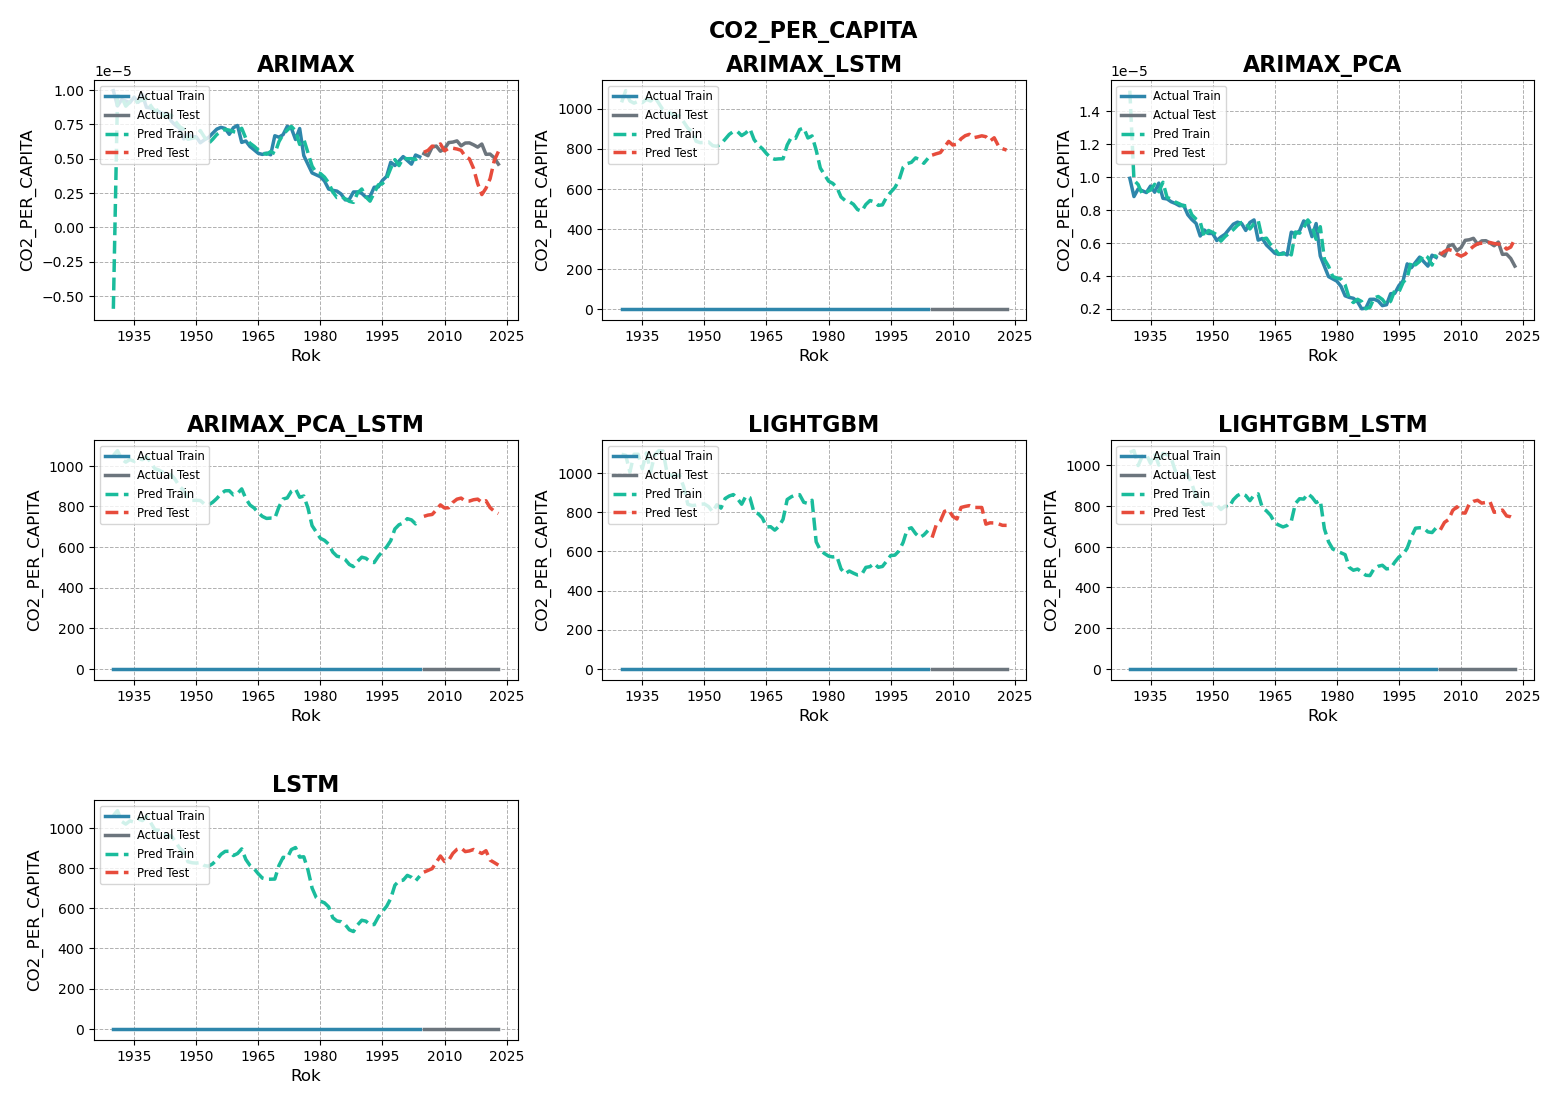 CO2_PER_CAPITA
ARIMAX
1e−5
1.00
0.75
0.50
0.25
0.00
−0.25
−0.50
CO2_PER_CAPITA
Actual Train
Actual Test
Pred Train
Pred Test
1935 1950 1965 1980 1995 2010 2025
Rok
ARIMAX_LSTM
1000
800
600
400
200
0
CO2_PER_CAPITA
Actual Train
Actual Test
Pred Train
Pred Test
1935 1950 1965 1980 1995 2010 2025
Rok
ARIMAX_PCA
1e−5
1.4
1.2
1.0
0.8
0.6
0.4
0.2
CO2_PER_CAPITA
Actual Train
Actual Test
Pred Train
Pred Test
1935 1950 1965 1980 1995 2010 2025
Rok
ARIMAX_PCA_LSTM
1000
800
600
400
200
0
CO2_PER_CAPITA
Actual Train
Actual Test
Pred Train
Pred Test
1935 1950 1965 1980 1995 2010 2025
Rok
LIGHTGBM
1000
800
600
400
200
0
CO2_PER_CAPITA
Actual Train
Actual Test
Pred Train
Pred Test
1935 1950 1965 1980 1995 2010 2025
Rok
LIGHTGBM_LSTM
1000
800
600
400
200
0
CO2_PER_CAPITA
Actual Train
Actual Test
Pred Train
Pred Test
1935 1950 1965 1980 1995 2010 2025
Rok
LSTM
1000
800
600
400
200
0
CO2_PER_CAPITA
Actual Train
Actual Test
Pred Train
Pred Test
1935 1950 1965 1980 1995 2010 2025
Rok